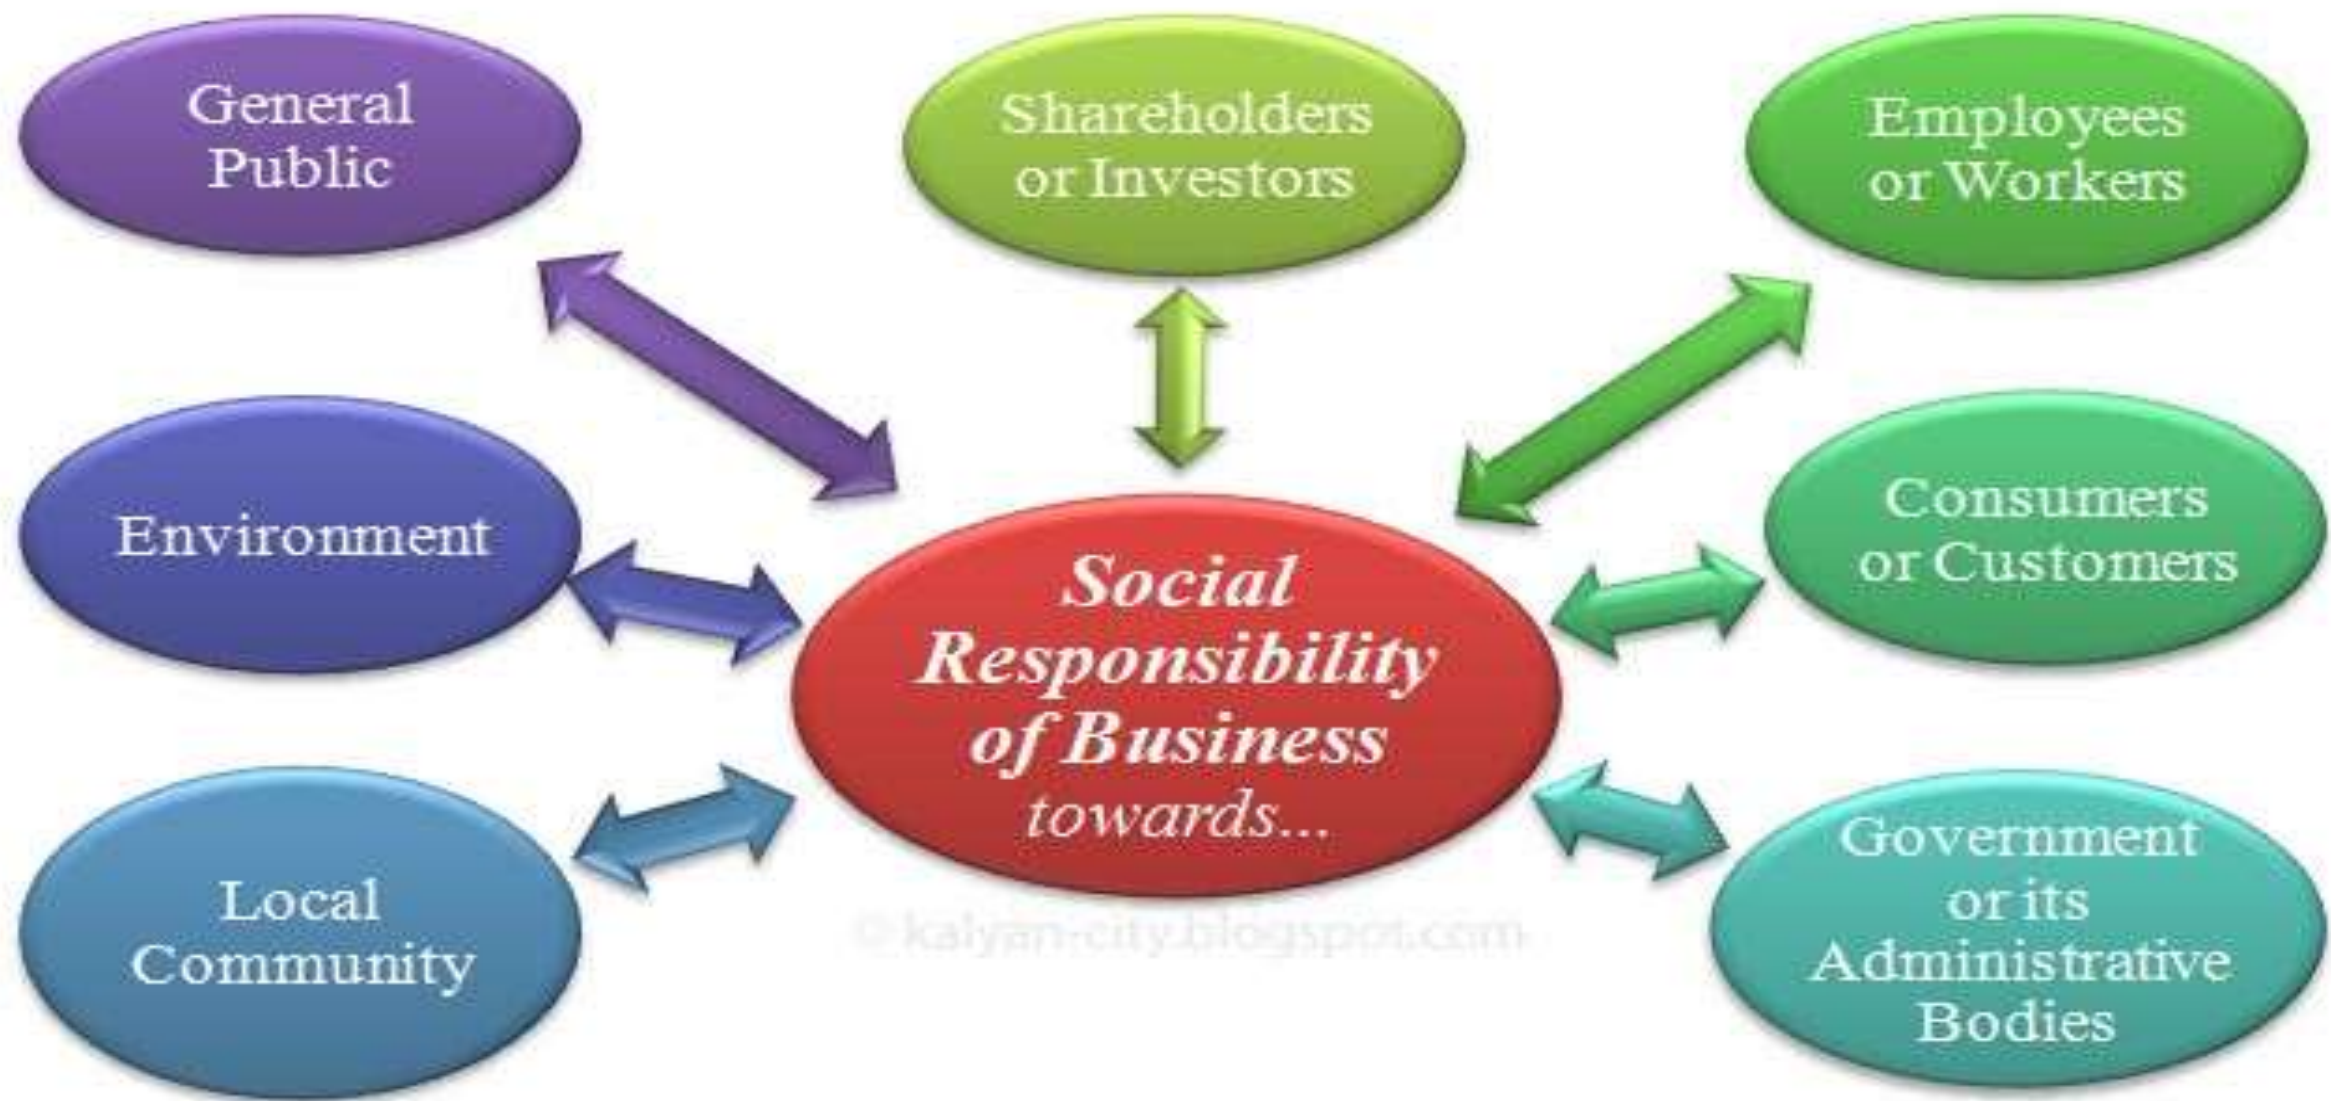 General
Public
Shareholders
or Investors
Employees
or Workers
Environment
Consumers
or Customers
Social
Responsibility
of Business
towards...
Local
Community
Government
or its
Administrative
Bodies
© kalyan-city.blogspot.com